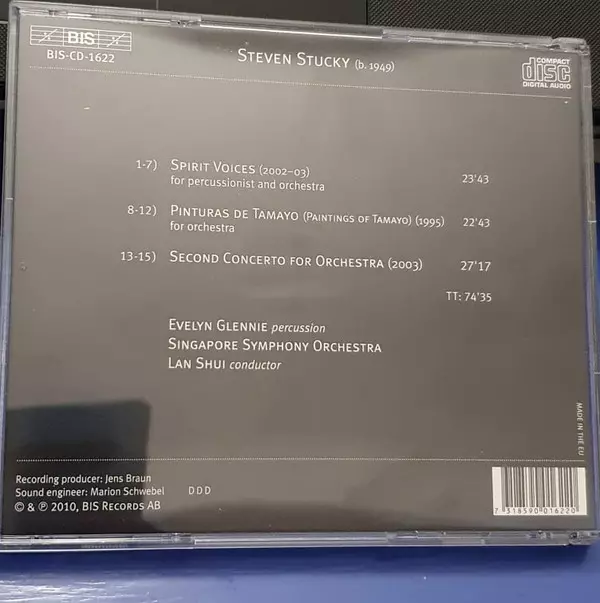 BIS
BIS-CD-1622
STEVEN STUCKY (b. 1949)
COMPACT
disc
DIGITAL AUDIO
1-7) SPIRIT VOICES (2002–03) 23'43
for percussionist and orchestra
8-12) PINTURAS DE TAMAYO (PAINTINGS OF TAMAYO) (1995) 22'43
for orchestra
13-15) SECOND CONCERTO FOR ORCHESTRA (2003) 27'17
TT: 74'35
EVELYN GLENNIE percussion
SINGAPORE SYMPHONY ORCHESTRA
LAN SHUI conductor
MADE IN THE EU
Recording producer: Jens Braun
Sound engineer: Marion Schwebel DDD
© & ℗ 2010, BIS RECORDS AB
7 318590 016220